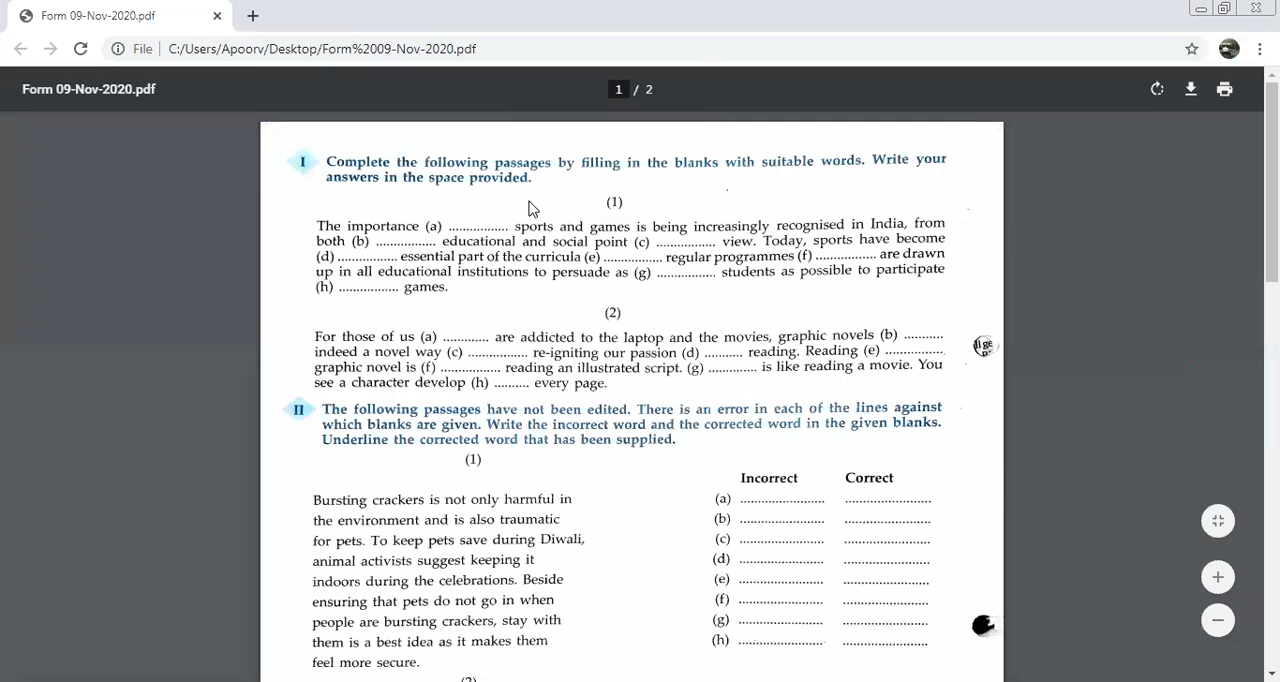 Form 09-Nov-2020.pdf
File C:/Users/Apoorv/Desktop/Form%2009-Nov-2020.pdf
Form 09-Nov-2020.pdf 1 / 2
I Complete the following passages by filling in the blanks with suitable words. Write your
answers in the space provided.
(1)
The importance (a) ................ sports and games is being increasingly recognised in India, from
both (b) ................ educational and social point (c) ................ view. Today, sports have become
(d) ................ essential part of the curricula (e) ................ regular programmes (f) ................ are drawn
up in all educational institutions to persuade as (g) ................ students as possible to participate
(h) ................ games.
(2)
For those of us (a) ............ are addicted to the laptop and the movies, graphic novels (b) ..........
indeed a novel way (c) ................ re-igniting our passion (d) .......... reading. Reading (e) ................
graphic novel is (f) ................ reading an illustrated script. (g) ............. is like reading a movie. You
see a character develop (h) .......... every page.
II The following passages have not been edited. There is an error in each of the lines against
which blanks are given. Write the incorrect word and the corrected word in the given blanks.
Underline the corrected word that has been supplied.
(1)
Incorrect Correct
Bursting crackers is not only harmful in (a) ....................... .......................
the environment and is also traumatic (b) ....................... .......................
for pets. To keep pets save during Diwali, (c) ....................... .......................
animal activists suggest keeping it (d) ....................... .......................
indoors during the celebrations. Beside (e) ....................... .......................
ensuring that pets do not go in when (f) ....................... .......................
people are bursting crackers, stay with (g) ....................... .......................
them is a best idea as it makes them (h) ....................... .......................
feel more secure.